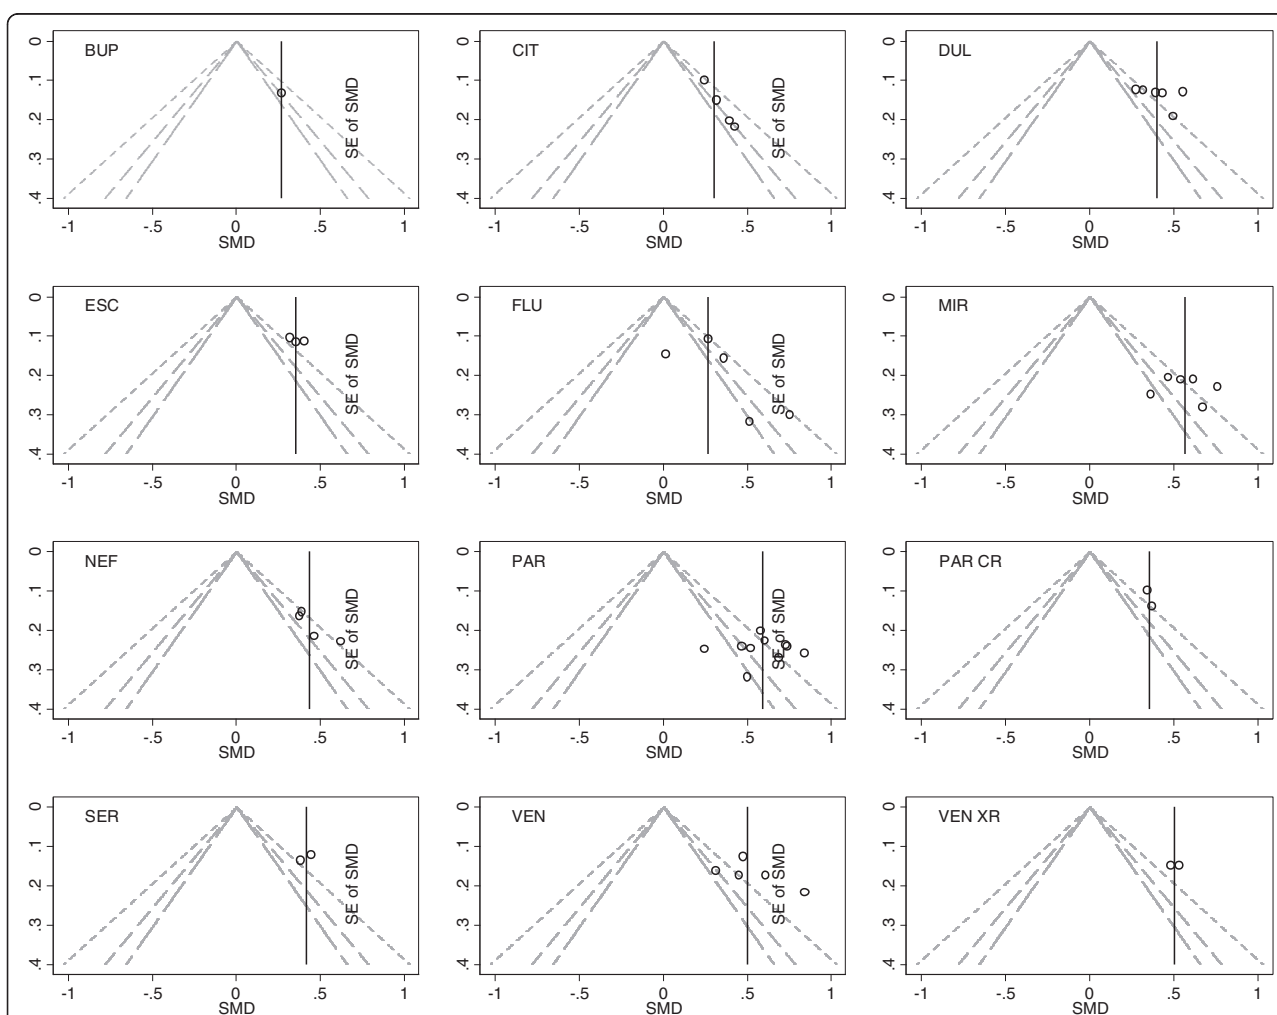 BUP
0
.1
.2
.3
.4
-1 -.5 0 .5 1
SMD
SE of SMD
CIT
0
.1
.2
.3
.4
-1 -.5 0 .5 1
SMD
SE of SMD
DUL
0
.1
.2
.3
.4
-1 -.5 0 .5 1
SMD
ESC
0
.1
.2
.3
.4
-1 -.5 0 .5 1
SMD
SE of SMD
FLU
0
.1
.2
.3
.4
-1 -.5 0 .5 1
SMD
SE of SMD
MIR
0
.1
.2
.3
.4
-1 -.5 0 .5 1
SMD
NEF
0
.1
.2
.3
.4
-1 -.5 0 .5 1
SMD
SE of SMD
PAR
0
.1
.2
.3
.4
-1 -.5 0 .5 1
SMD
SE of SMD
PAR CR
0
.1
.2
.3
.4
-1 -.5 0 .5 1
SMD
SER
0
.1
.2
.3
.4
-1 -.5 0 .5 1
SMD
SE of SMD
VEN
0
.1
.2
.3
.4
-1 -.5 0 .5 1
SMD
SE of SMD
VEN XR
0
.1
.2
.3
.4
-1 -.5 0 .5 1
SMD